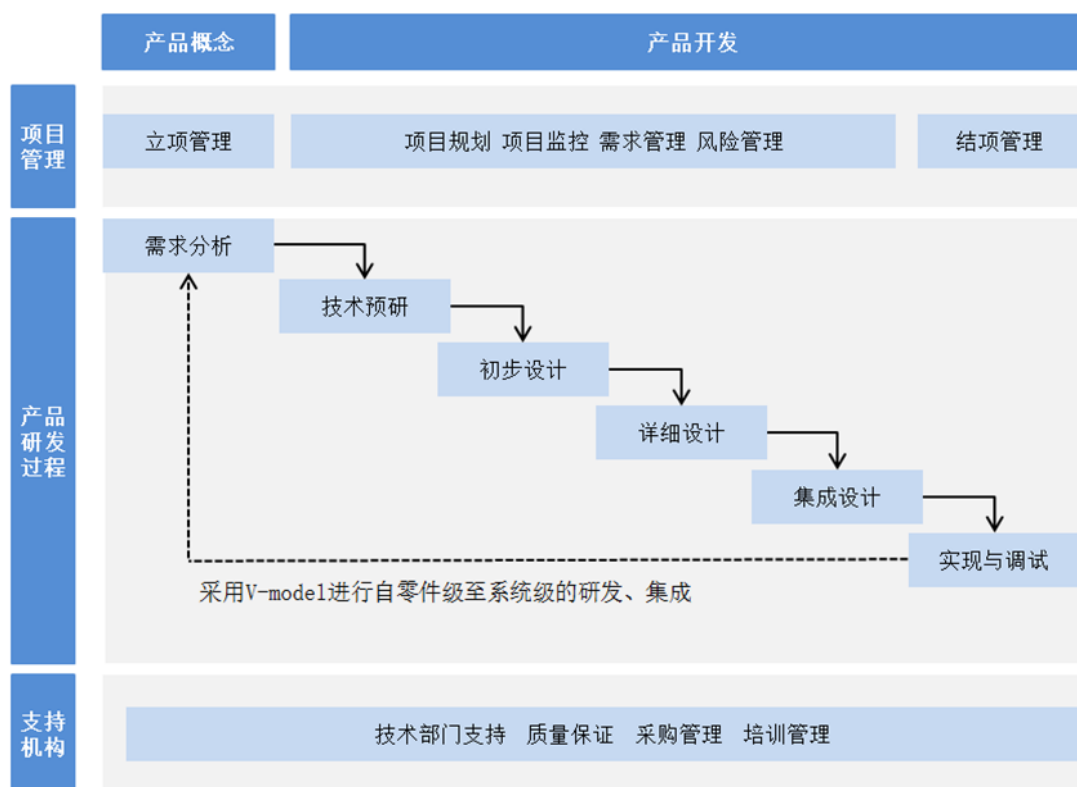 产品概念
产品开发
项目
管理
立项管理
项目规划 项目监控 需求管理 风险管理
结项管理
产品
研发
过程
需求分析
技术预研
初步设计
详细设计
集成设计
实现与调试
采用V-model进行自零件级至系统级的研发、集成
支持
机构
技术部门支持 质量保证 采购管理 培训管理